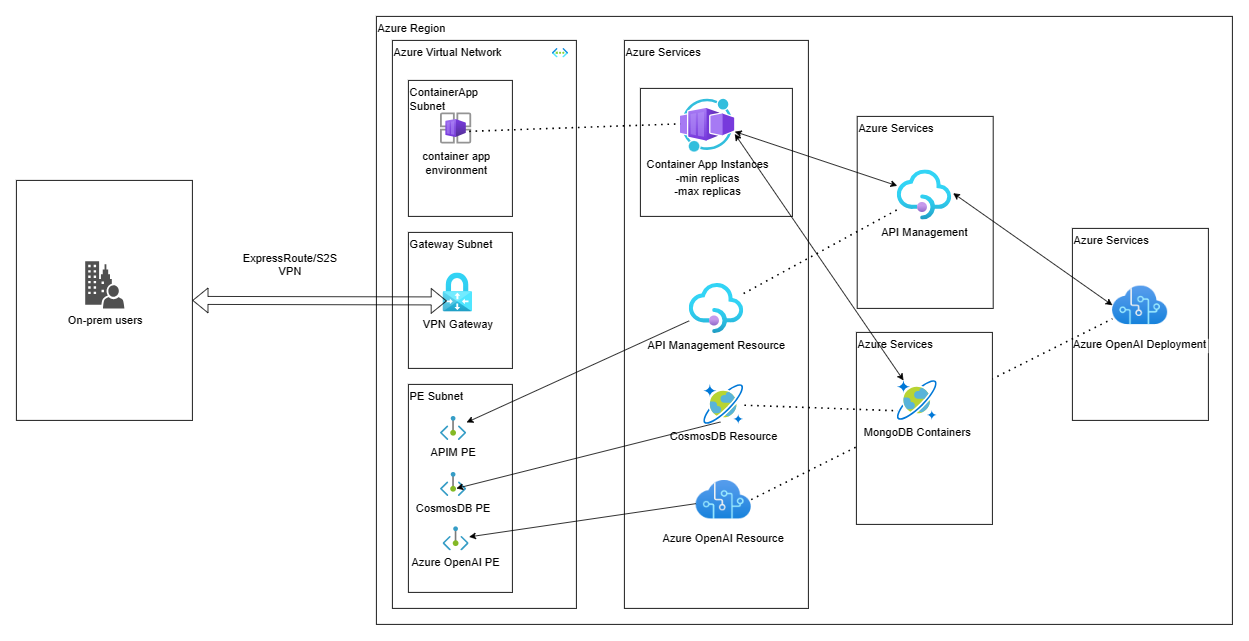 Azure Region
Azure Virtual Network
ContainerApp
Subnet
container app
environment
Gateway Subnet
VPN Gateway
PE Subnet
APIM PE
CosmosDB PE
Azure OpenAI PE
On-prem users
ExpressRoute/S2S
VPN
Azure Services
Container App Instances
-min replicas
-max replicas
API Management Resource
CosmosDB Resource
Azure OpenAI Resource
Azure Services
API Management
Azure Services
MongoDB Containers
Azure Services
Azure OpenAI Deployment